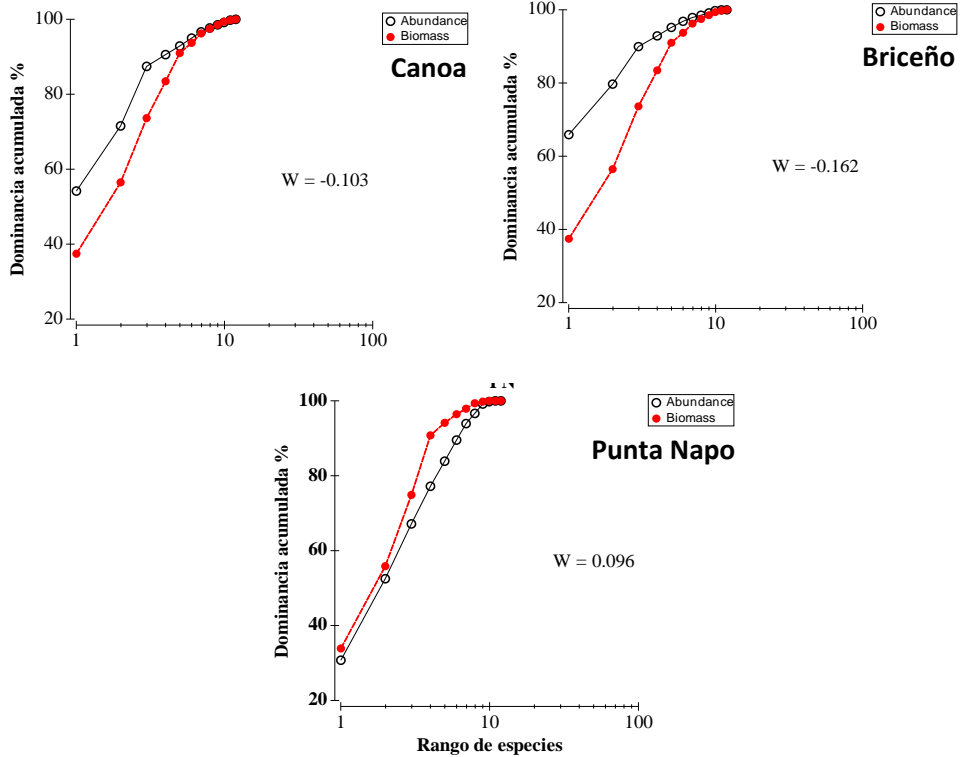 100
80
60
40
20
Dominancia acumulada %
Abundance
Biomass
Canoa
W = -0.103
1
10
100
100
80
60
40
20
Dominancia acumulada %
Abundance
Biomass
Briceño
W = -0.162
1
10
100
100
80
60
40
20
Dominancia acumulada %
Abundance
Biomass
Punta Napo
W = 0.096
1
10
100
Rango de especies